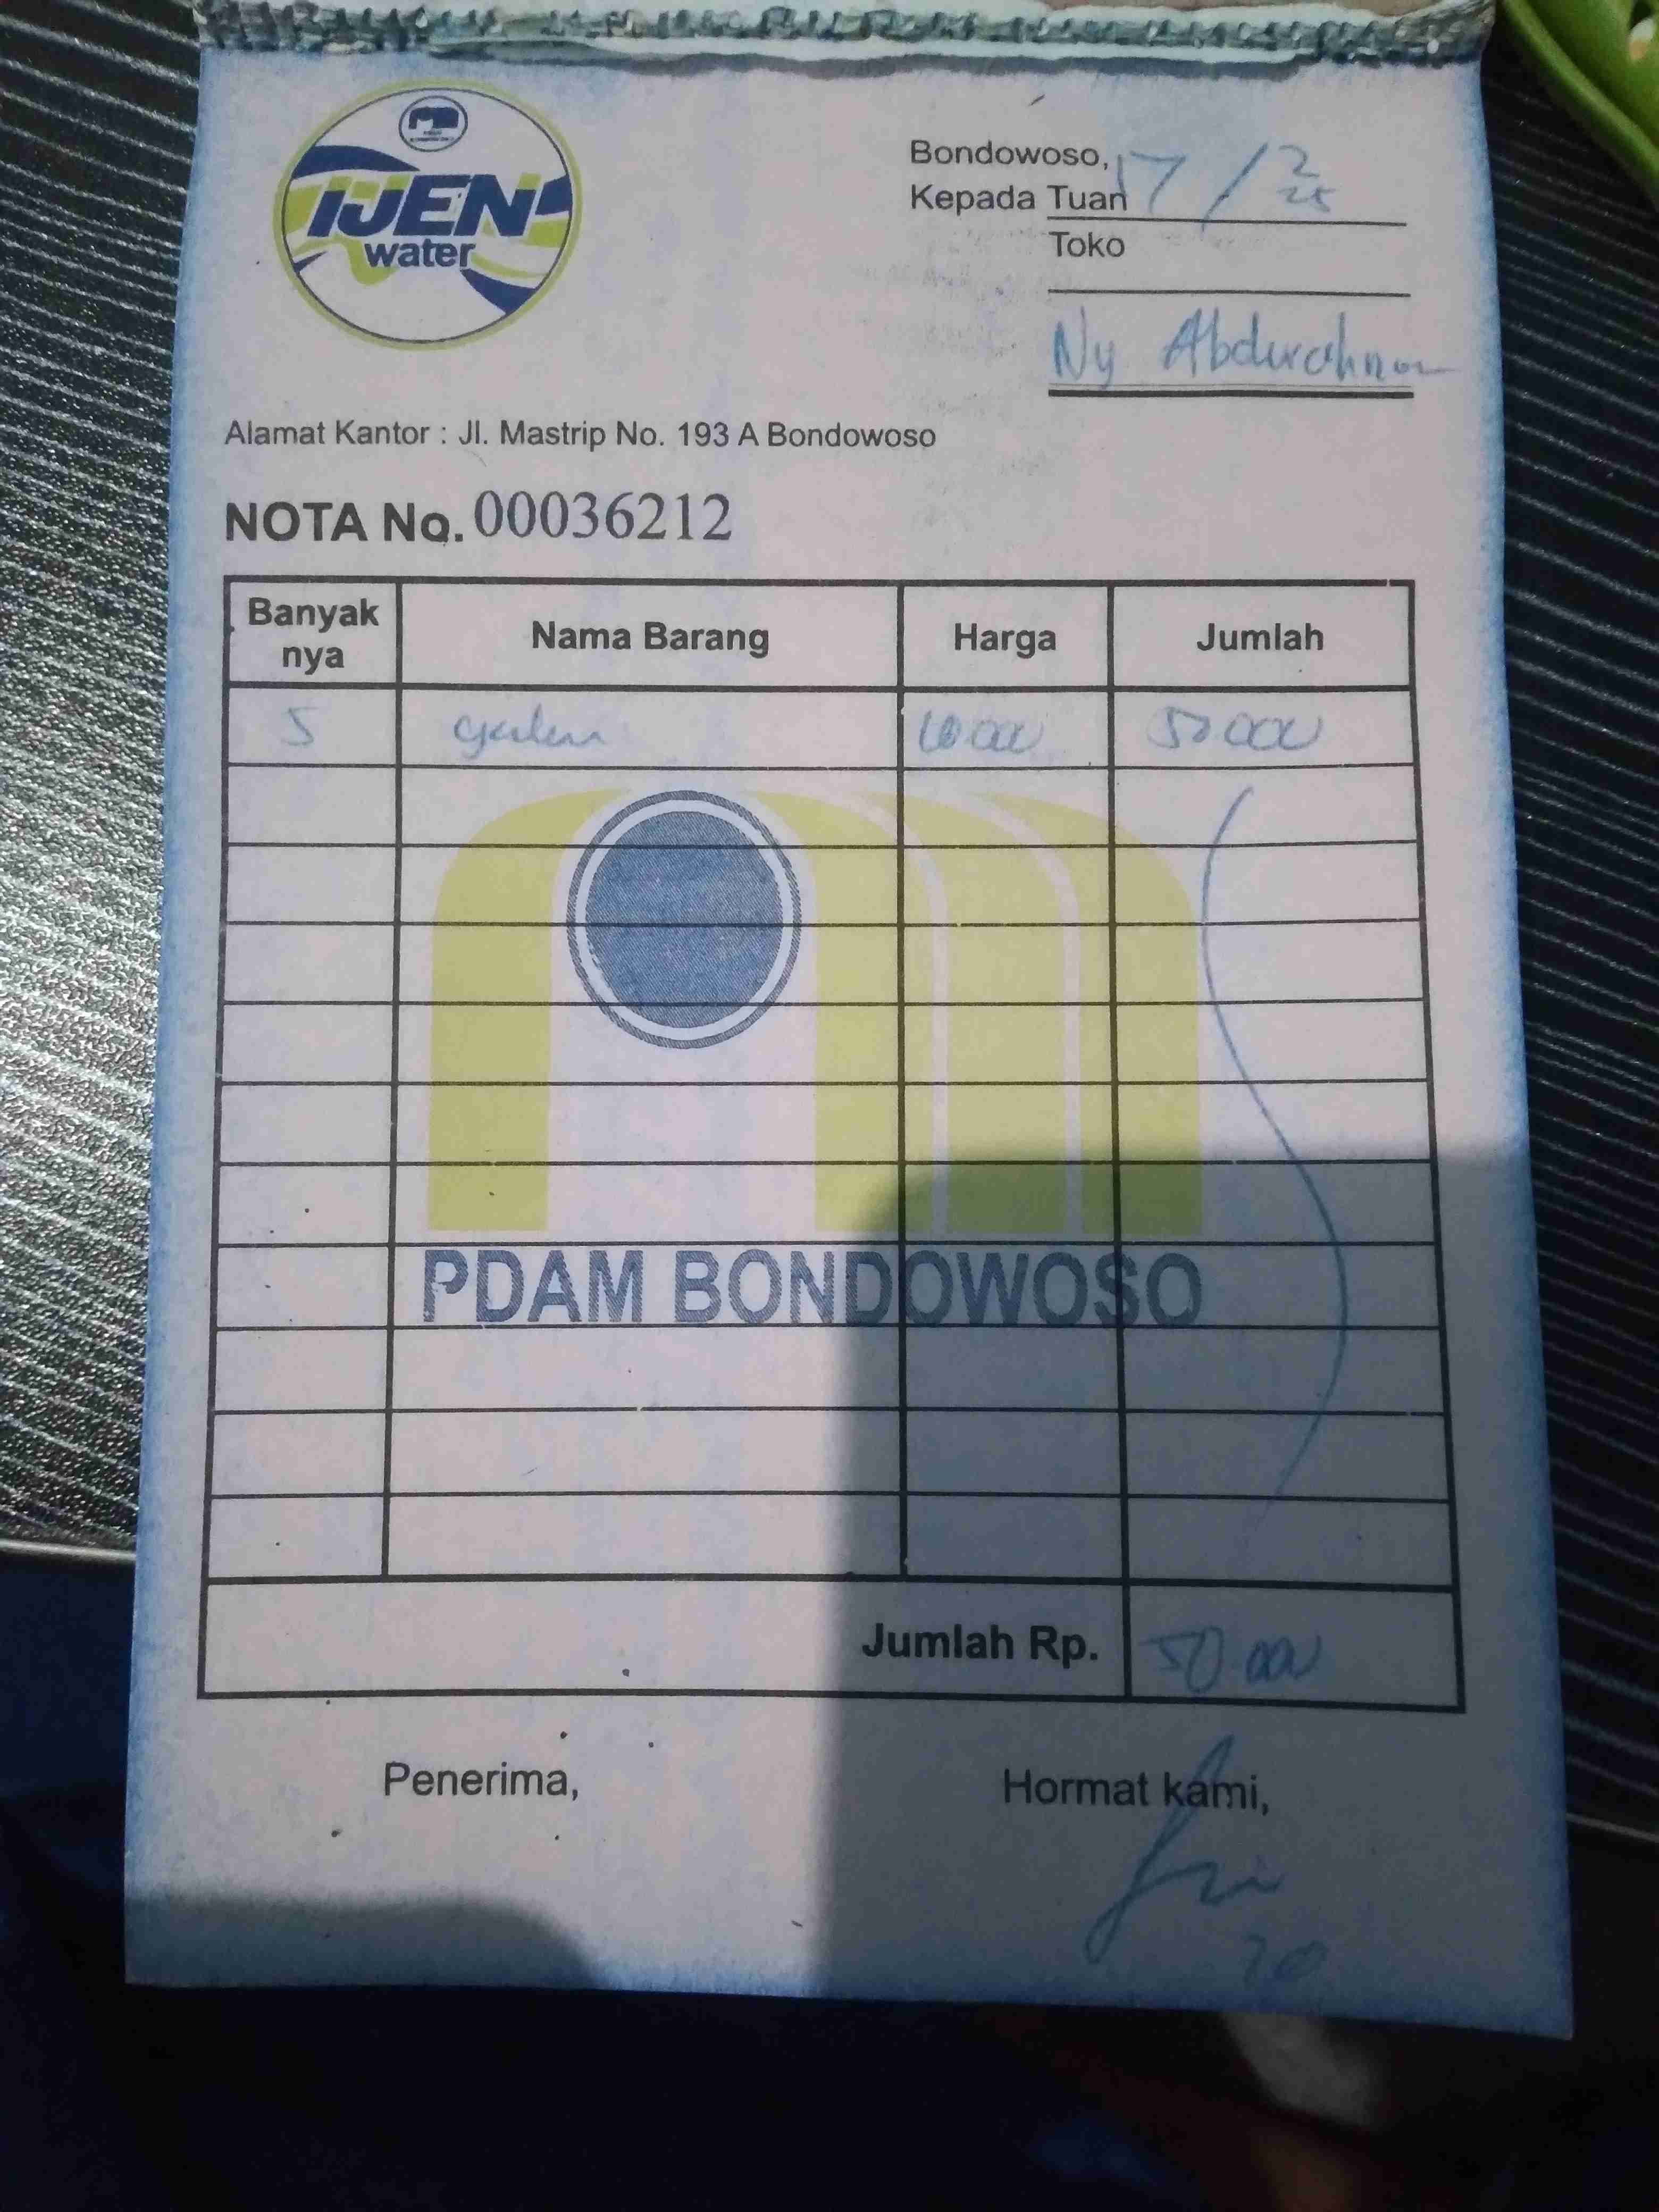 IJEN
water
Bondowoso, 17/2
25
Kepada Tuan
Toko
Ny Abdurahman
Alamat Kantor : Jl. Mastrip No. 193 A Bondowoso
NOTA No. 00036212
Banyak nya Nama Barang Harga Jumlah
5 galon 10.000 50.000
PDAM BONDOWOSO
Jumlah Rp. 50.000
Penerima, Hormat kami,